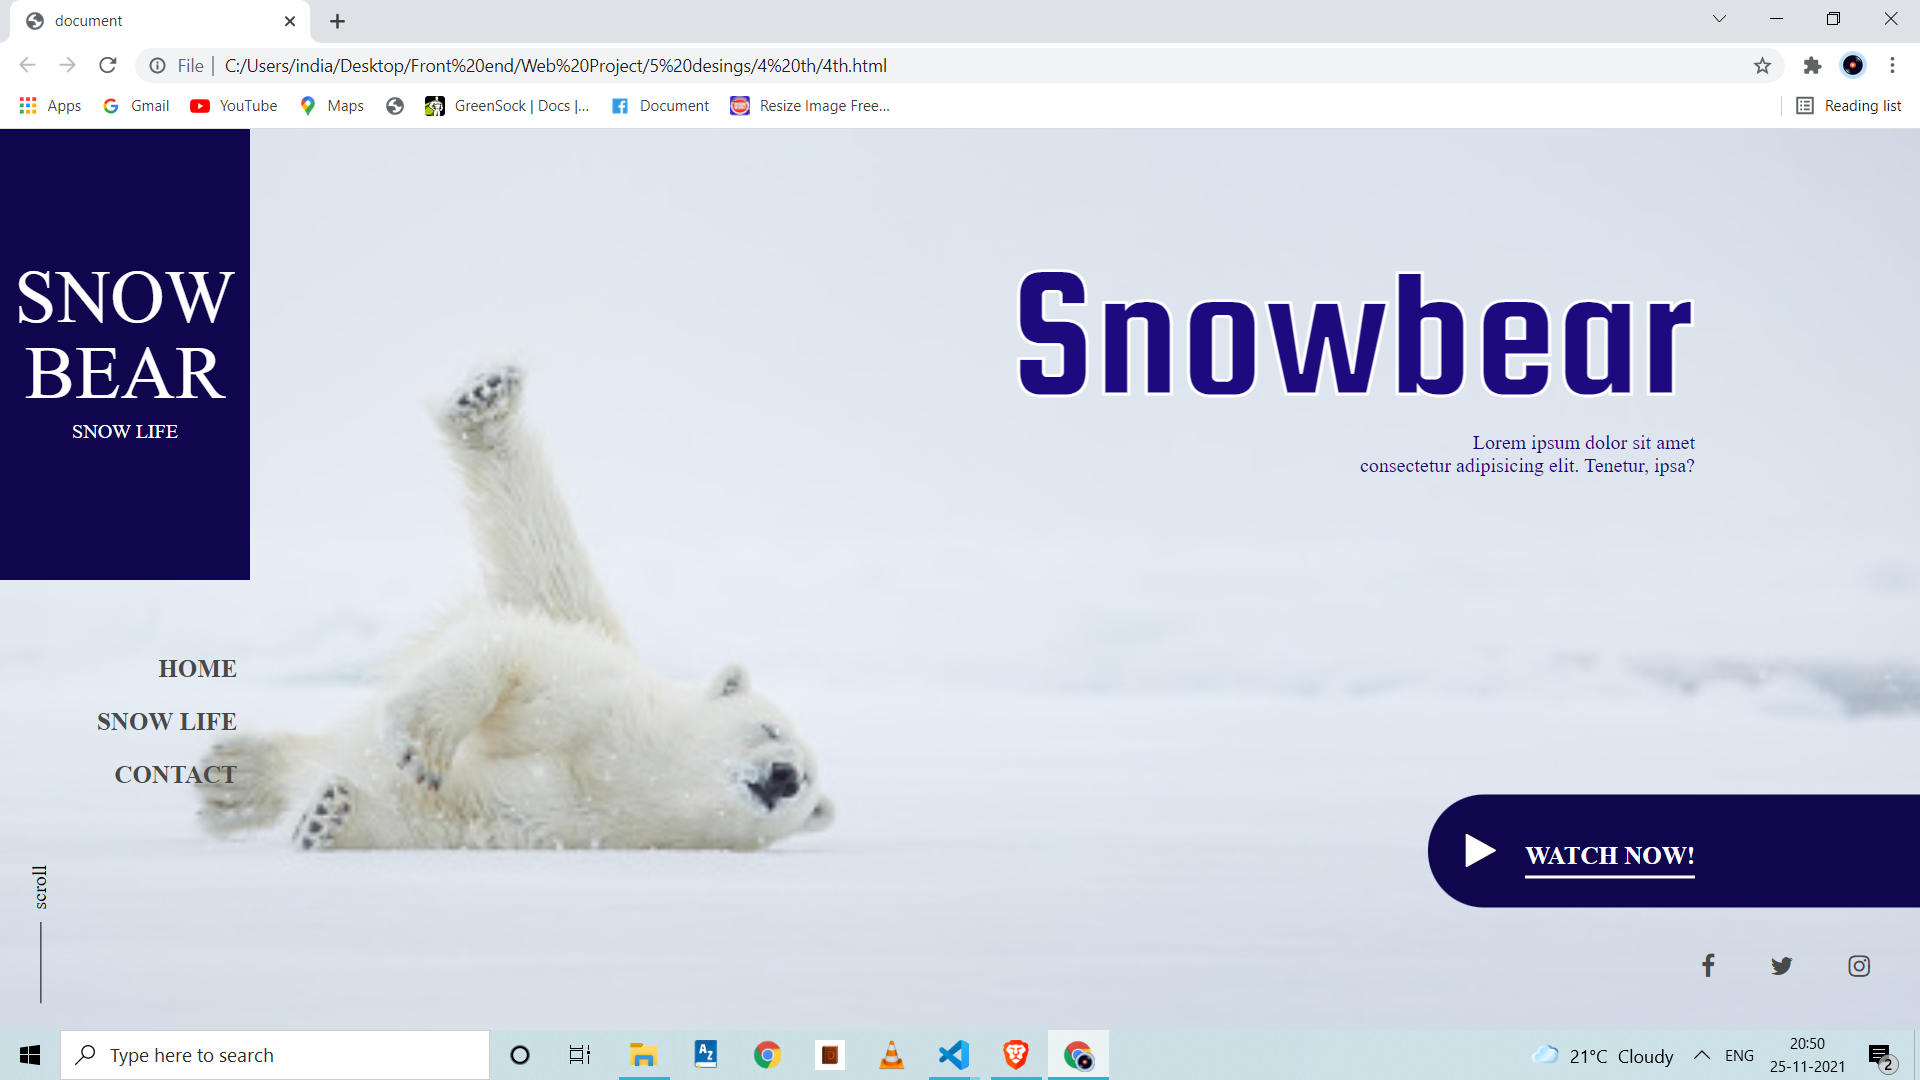 document
File | C:/Users/india/Desktop/Front%20end/Web%20Project/5%20desings/4%20th/4th.html
Apps Gmail YouTube Maps GreenSock | Docs |... Document Resize Image Free... Reading list
SNOW
BEAR
SNOW LIFE
Snowbear
Lorem ipsum dolor sit amet
consectetur adipisicing elit. Tenetur, ipsa?
HOME
SNOW LIFE
CONTACT
WATCH NOW!
scroll
Type here to search
21°C Cloudy
ENG
20:50
25-11-2021
2